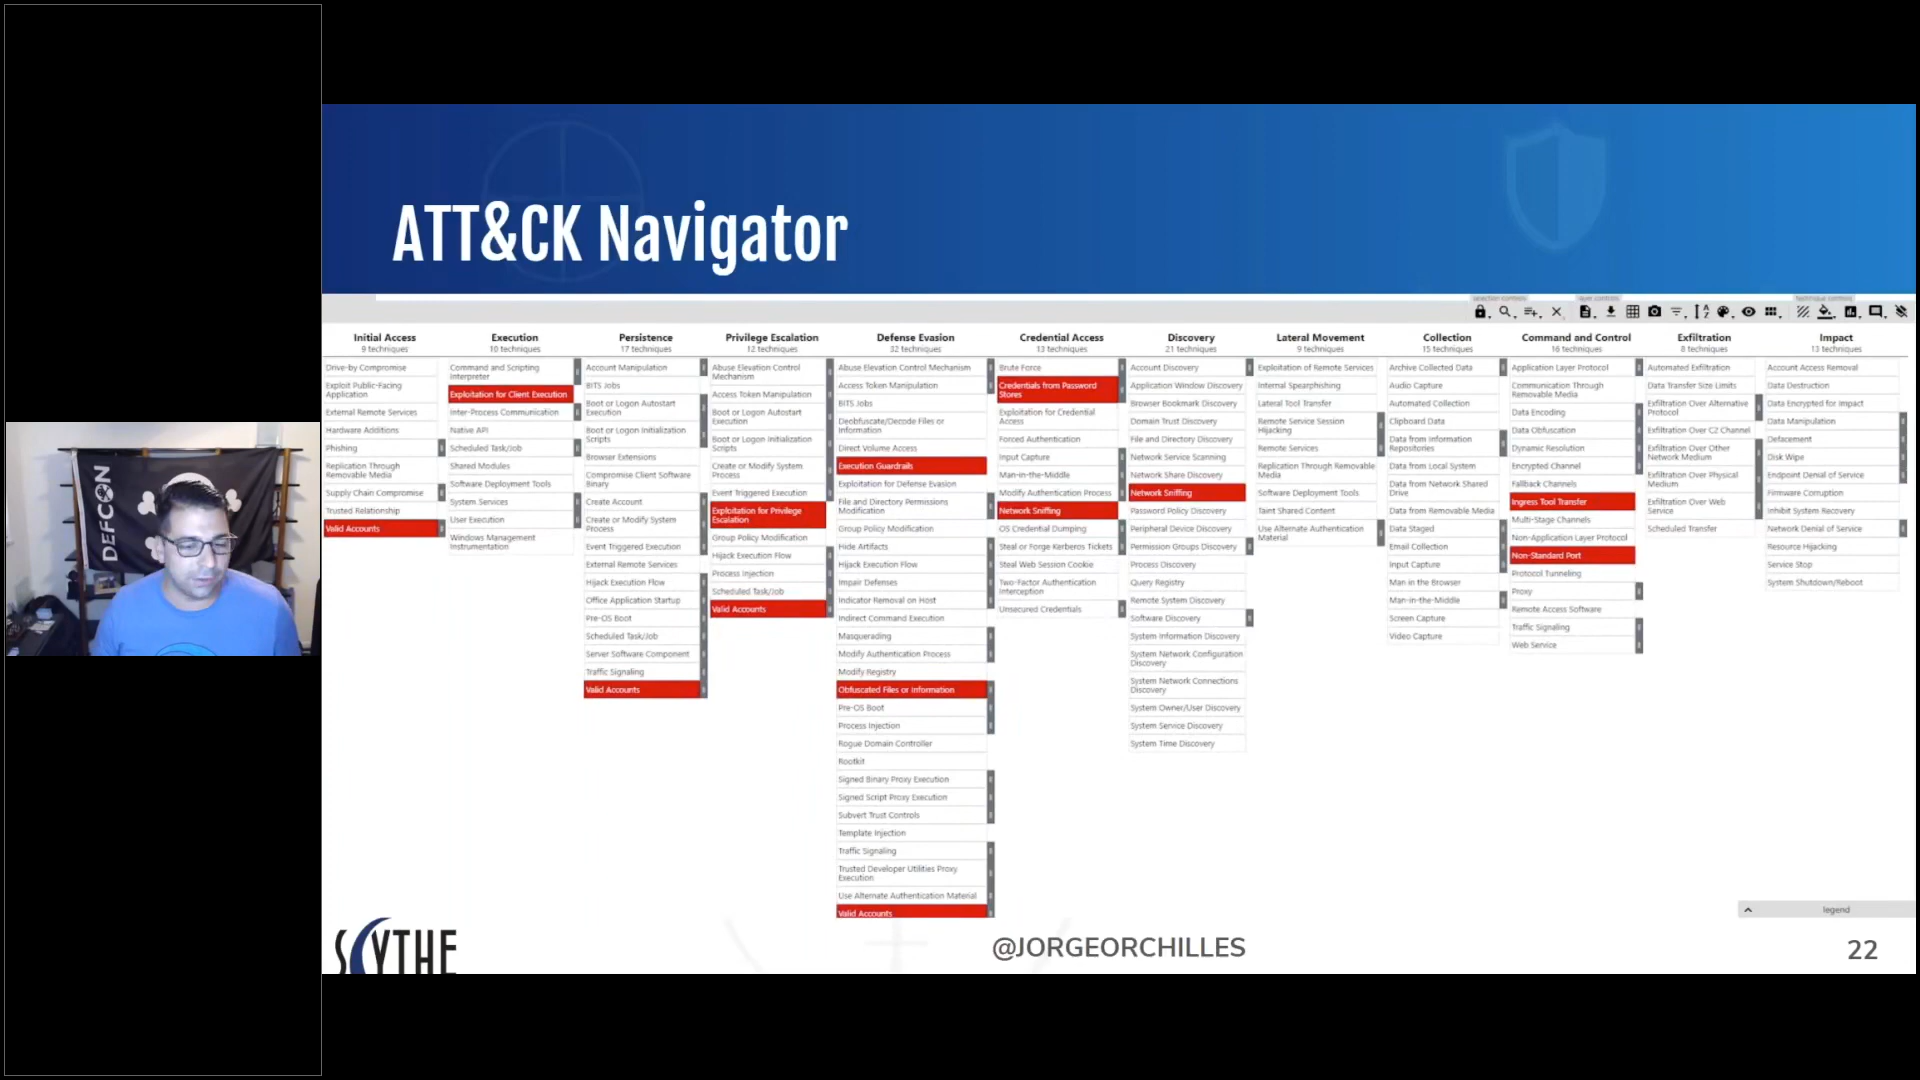 ATT&CK Navigator
selection controls
layer controls
technique controls
Initial Access
9 techniques
Drive-by Compromise
Exploit Public-Facing
Application
External Remote Services
Hardware Additions
Phishing
Replication Through
Removable Media
Supply Chain Compromise
Trusted Relationship
Valid Accounts
Execution
10 techniques
Command and Scripting
Interpreter
Exploitation for Client Execution
Inter-Process Communication
Native API
Scheduled Task/Job
Shared Modules
Software Deployment Tools
System Services
User Execution
Windows Management
Instrumentation
Persistence
17 techniques
Account Manipulation
BITS Jobs
Boot or Logon Autostart
Execution
Boot or Logon Initialization
Scripts
Browser Extensions
Compromise Client Software
Binary
Create Account
Create or Modify System
Process
Event Triggered Execution
External Remote Services
Hijack Execution Flow
Office Application Startup
Pre-OS Boot
Scheduled Task/Job
Server Software Component
Traffic Signaling
Valid Accounts
Privilege Escalation
12 techniques
Abuse Elevation Control
Mechanism
Access Token Manipulation
Boot or Logon Autostart
Execution
Boot or Logon Initialization
Scripts
Create or Modify System
Process
Event Triggered Execution
Exploitation for Privilege
Escalation
Group Policy Modification
Hijack Execution Flow
Process Injection
Scheduled Task/Job
Valid Accounts
Defense Evasion
32 techniques
Abuse Elevation Control Mechanism
Access Token Manipulation
BITS Jobs
Deobfuscate/Decode Files or
Information
Direct Volume Access
Execution Guardrails
Exploitation for Defense Evasion
File and Directory Permissions
Modification
Group Policy Modification
Hide Artifacts
Hijack Execution Flow
Impair Defenses
Indicator Removal on Host
Indirect Command Execution
Masquerading
Modify Authentication Process
Modify Registry
Obfuscated Files or Information
Pre-OS Boot
Process Injection
Rogue Domain Controller
Rootkit
Signed Binary Proxy Execution
Signed Script Proxy Execution
Subvert Trust Controls
Template Injection
Traffic Signaling
Trusted Developer Utilities Proxy
Execution
Use Alternate Authentication Material
Valid Accounts
Credential Access
13 techniques
Brute Force
Credentials from Password
Stores
Exploitation for Credential
Access
Forced Authentication
Input Capture
Man-in-the-Middle
Modify Authentication Process
Network Sniffing
OS Credential Dumping
Steal or Forge Kerberos Tickets
Steal Web Session Cookie
Two-Factor Authentication
Interception
Unsecured Credentials
Discovery
21 techniques
Account Discovery
Application Window Discovery
Browser Bookmark Discovery
Domain Trust Discovery
File and Directory Discovery
Network Service Scanning
Network Share Discovery
Network Sniffing
Password Policy Discovery
Peripheral Device Discovery
Permission Groups Discovery
Process Discovery
Query Registry
Remote System Discovery
Software Discovery
System Information Discovery
System Network Configuration
Discovery
System Network Connections
Discovery
System Owner/User Discovery
System Service Discovery
System Time Discovery
Lateral Movement
9 techniques
Exploitation of Remote Services
Internal Spearphishing
Lateral Tool Transfer
Remote Service Session
Hijacking
Remote Services
Replication Through Removable
Media
Software Deployment Tools
Taint Shared Content
Use Alternate Authentication
Material
Collection
15 techniques
Archive Collected Data
Audio Capture
Automated Collection
Clipboard Data
Data from Information
Repositories
Data from Local System
Data from Network Shared
Drive
Data from Removable Media
Data Staged
Email Collection
Input Capture
Man in the Browser
Man-in-the-Middle
Screen Capture
Video Capture
Command and Control
16 techniques
Application Layer Protocol
Communication Through
Removable Media
Data Encoding
Data Obfuscation
Dynamic Resolution
Encrypted Channel
Fallback Channels
Ingress Tool Transfer
Multi-Stage Channels
Non-Application Layer Protocol
Non-Standard Port
Protocol Tunneling
Proxy
Remote Access Software
Traffic Signaling
Web Service
Exfiltration
8 techniques
Automated Exfiltration
Data Transfer Size Limits
Exfiltration Over Alternative
Protocol
Exfiltration Over C2 Channel
Exfiltration Over Other
Network Medium
Exfiltration Over Physical
Medium
Exfiltration Over Web
Service
Scheduled Transfer
Impact
13 techniques
Account Access Removal
Data Destruction
Data Encrypted for Impact
Data Manipulation
Defacement
Disk Wipe
Endpoint Denial of Service
Firmware Corruption
Inhibit System Recovery
Network Denial of Service
Resource Hijacking
Service Stop
System Shutdown/Reboot
legend
DEFCON
SCYTHE
@JORGEORCHILLES
22